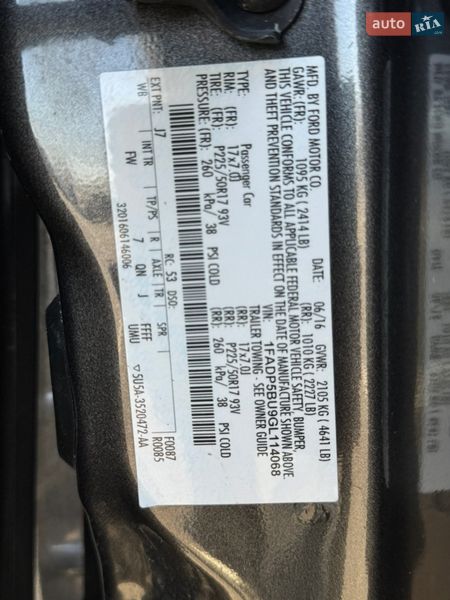 auto RIA
MFD. BY FORD MOTOR CO. DATE: 06/16 GVWR: 2105 KG ( 4641 LB)
GAWR: (FR): 1095 KG ( 2414 LB) (RR): 1010 KG ( 2227 LB)
THIS VEHICLE CONFORMS TO ALL APPLICABLE FEDERAL MOTOR VEHICLE SAFETY, BUMPER,
AND THEFT PREVENTION STANDARDS IN EFFECT ON THE DATE OF MANUFACTURE SHOWN ABOVE.
VIN: 1FADP5BU9GL114068
TYPE: Passenger Car TRAILER TOWING - SEE OWNER GUIDE
RIM: (FR): 17x7.0J (RR): 17x7.0J
TIRE: (FR): P225/50R17 93V (RR): P225/50R17 93V
PRESSURE: (FR): 260 kPa/ 38 PSI COLD (RR): 260 kPa/ 38 PSI COLD
RC: 53 DSO:
EXT PNT: J7 F0087
R0085
WB INT TR TP/PS R AXLE TR SPR
FW 7 QN J FFFF
UMU
3201606146006 5U5A-3520472-AA